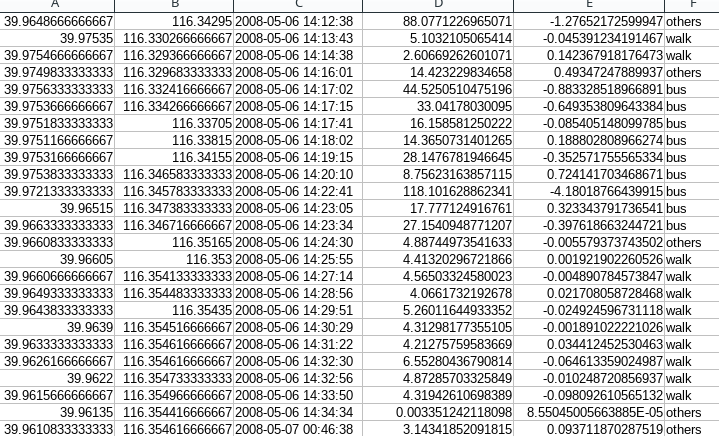 A B C D E F
39.9648666666667 116.34295 2008-05-06 14:12:38 88.0771226965071 -1.27652172599947 others
39.97535 116.330266666667 2008-05-06 14:13:43 5.1032105065414 -0.045391234191467 walk
39.9754666666667 116.329366666667 2008-05-06 14:14:38 2.60669262601071 0.142367918176473 walk
39.9749833333333 116.329683333333 2008-05-06 14:16:01 14.423229834658 0.49347247889937 others
39.9756333333333 116.332416666667 2008-05-06 14:17:02 44.5250510475196 -0.883328518966891 bus
39.9753666666667 116.334266666667 2008-05-06 14:17:15 33.04178030095 -0.649353809643384 bus
39.9751833333333 116.33705 2008-05-06 14:17:41 16.158581250222 -0.085405148099785 bus
39.9751166666667 116.33815 2008-05-06 14:18:02 14.3650731401265 0.188802808966274 bus
39.9753166666667 116.34155 2008-05-06 14:19:15 28.1476781946645 -0.352571755565334 bus
39.9753833333333 116.346583333333 2008-05-06 14:20:10 8.75623163857115 0.724141703468671 bus
39.9721333333333 116.345783333333 2008-05-06 14:22:41 118.101628862341 -4.18018766439915 bus
39.96515 116.347383333333 2008-05-06 14:23:05 17.777124916761 0.323343791736541 bus
39.9663333333333 116.346716666667 2008-05-06 14:23:34 27.1540948771207 -0.397618663244721 bus
39.9660833333333 116.35165 2008-05-06 14:24:30 4.88744973541633 -0.005579373743502 others
39.96605 116.353 2008-05-06 14:25:55 4.41320296721866 0.001921902260526 walk
39.9660666666667 116.354133333333 2008-05-06 14:27:14 4.56503324580023 -0.004890784573847 walk
39.9649333333333 116.354483333333 2008-05-06 14:28:56 4.0661732192678 0.021708058728468 walk
39.9643833333333 116.35435 2008-05-06 14:29:51 5.26011644933352 -0.024924596731118 walk
39.9639 116.354516666667 2008-05-06 14:30:29 4.31298177355105 -0.001891022221026 walk
39.9633333333333 116.354616666667 2008-05-06 14:31:22 4.21275759583669 0.034412452530463 walk
39.9626166666667 116.354616666667 2008-05-06 14:32:30 6.55280436790814 -0.064613359024987 walk
39.9622 116.354733333333 2008-05-06 14:32:56 4.87285703325849 -0.010248720856937 walk
39.9615666666667 116.354966666667 2008-05-06 14:33:50 4.31942610698389 -0.098092610565132 walk
39.96135 116.354416666667 2008-05-06 14:34:34 0.003351242118098 8.55045005663885E-05 others
39.9610833333333 116.354616666667 2008-05-07 00:46:38 3.14341852091815 0.093711870287519 others